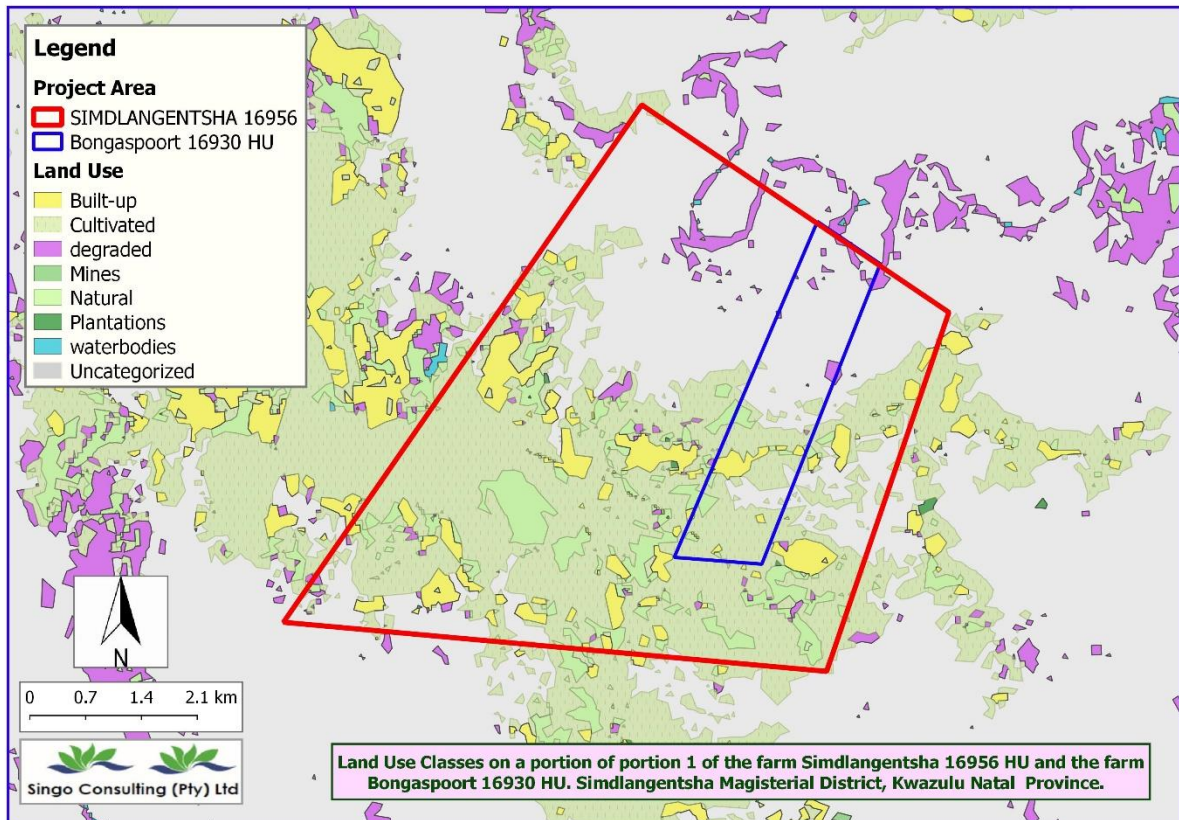 Legend
Project Area
SIMDLANGENTSHA 16956
Bongaspoort 16930 HU
Land Use
Built-up
Cultivated
degraded
Mines
Natural
Plantations
waterbodies
Uncategorized
N
0 0.7 1.4 2.1 km
Singo Consulting (Pty) Ltd
Land Use Classes on a portion of portion 1 of the farm Simdlangentsha 16956 HU and the farm
Bongaspoort 16930 HU. Simdlangentsha Magisterial District, Kwazulu Natal Province.